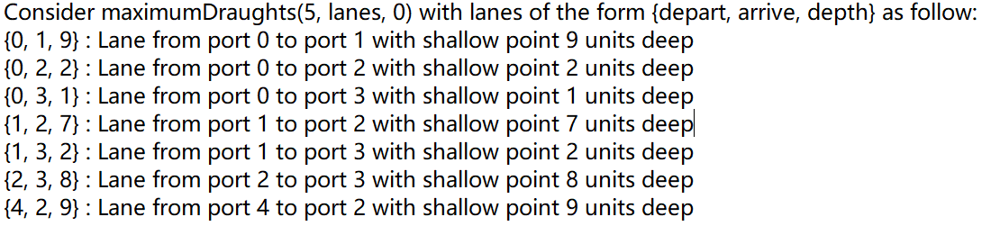 Consider maximumDraughts(5, lanes, 0) with lanes of the form {depart, arrive, depth} as follow:
{0, 1, 9} : Lane from port 0 to port 1 with shallow point 9 units deep
{0, 2, 2} : Lane from port 0 to port 2 with shallow point 2 units deep
{0, 3, 1} : Lane from port 0 to port 3 with shallow point 1 units deep
{1, 2, 7} : Lane from port 1 to port 2 with shallow point 7 units deep
{1, 3, 2} : Lane from port 1 to port 3 with shallow point 2 units deep
{2, 3, 8} : Lane from port 2 to port 3 with shallow point 8 units deep
{4, 2, 9} : Lane from port 4 to port 2 with shallow point 9 units deep